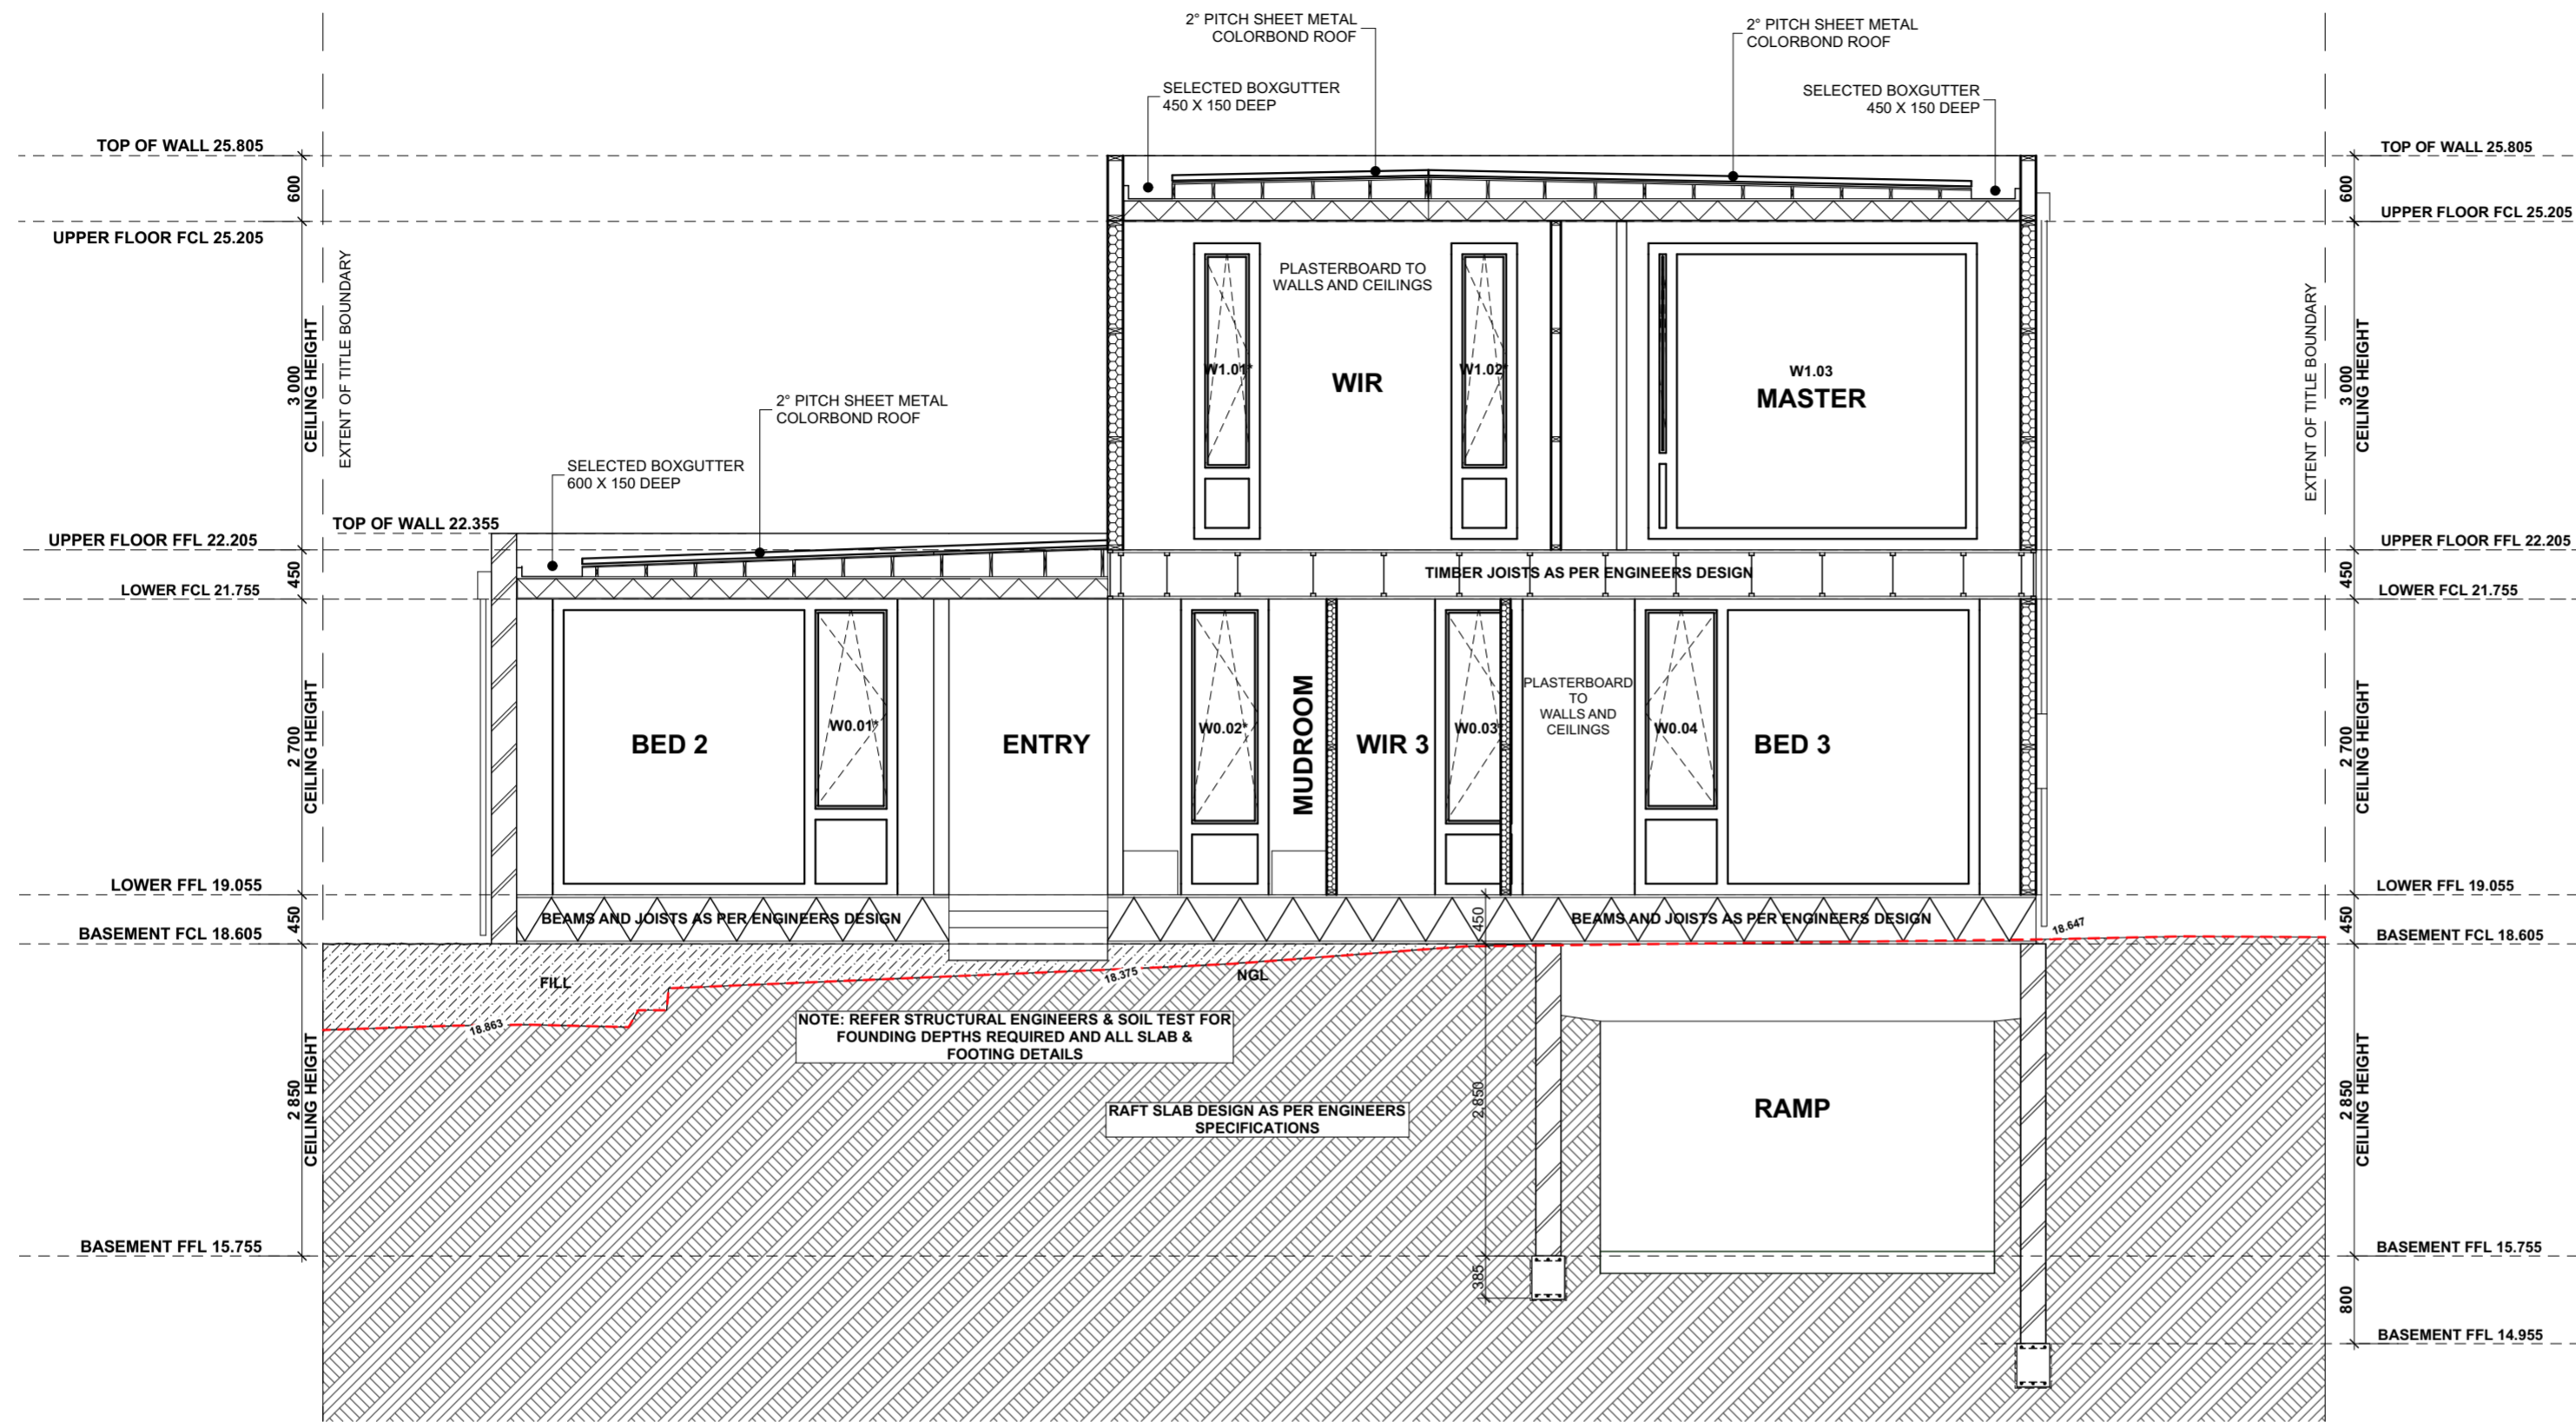 2° PITCH SHEET METAL
COLORBOND ROOF
2° PITCH SHEET METAL
COLORBOND ROOF
SELECTED BOXGUTTER
450 X 150 DEEP
SELECTED BOXGUTTER
450 X 150 DEEP
TOP OF WALL 25.805
TOP OF WALL 25.805
600
600
UPPER FLOOR FCL 25.205
UPPER FLOOR FCL 25.205
3 000
CEILING HEIGHT
EXTENT OF TITLE BOUNDARY
PLASTERBOARD TO
WALLS AND CEILINGS
W1.01*
WIR
W1.02*
W1.03
MASTER
EXTENT OF TITLE BOUNDARY
3 000
CEILING HEIGHT
2° PITCH SHEET METAL
COLORBOND ROOF
SELECTED BOXGUTTER
600 X 150 DEEP
TOP OF WALL 22.355
UPPER FLOOR FFL 22.205
UPPER FLOOR FFL 22.205
450
TIMBER JOISTS AS PER ENGINEERS DESIGN
450
LOWER FCL 21.755
LOWER FCL 21.755
2 700
CEILING HEIGHT
BED 2
W0.01*
ENTRY
W0.02*
MUDROOM
WIR 3
W0.03*
PLASTERBOARD
TO
WALLS AND
CEILINGS
W0.04
BED 3
2 700
CEILING HEIGHT
LOWER FFL 19.055
LOWER FFL 19.055
450
BEAMS AND JOISTS AS PER ENGINEERS DESIGN
450
BEAMS AND JOISTS AS PER ENGINEERS DESIGN
18.647
450
BASEMENT FCL 18.605
BASEMENT FCL 18.605
FILL
18.375
NGL
18.863
NOTE: REFER STRUCTURAL ENGINEERS & SOIL TEST FOR
FOUNDING DEPTHS REQUIRED AND ALL SLAB &
FOOTING DETAILS
2 850
CEILING HEIGHT
RAFT SLAB DESIGN AS PER ENGINEERS
SPECIFICATIONS
2,850
RAMP
2 850
CEILING HEIGHT
BASEMENT FFL 15.755
BASEMENT FFL 15.755
385
800
BASEMENT FFL 14.955